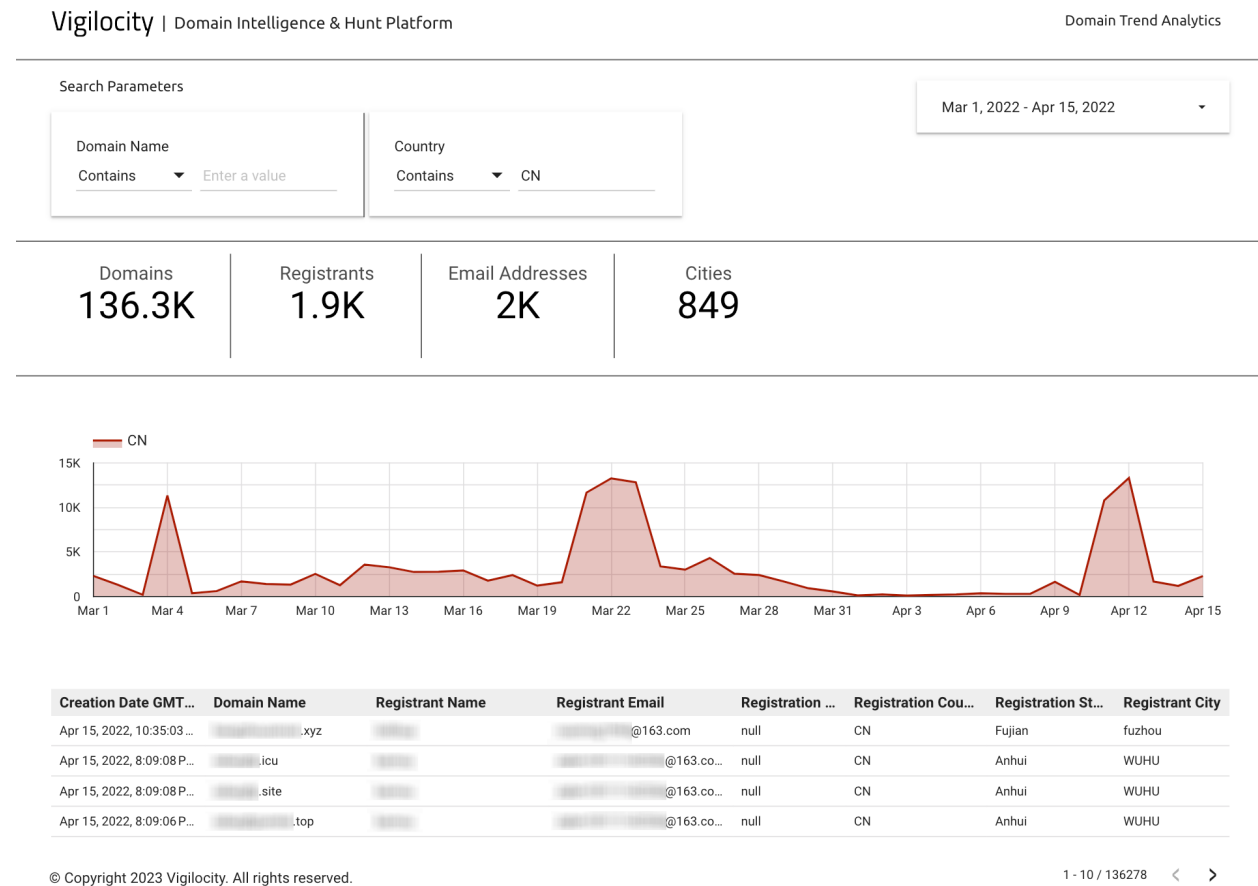 Vigilocity | Domain Intelligence & Hunt Platform
Domain Trend Analytics
Search Parameters
Mar 1, 2022 - Apr 15, 2022
Domain Name
Contains
Enter a value
Country
Contains
CN
Domains
136.3K
Registrants
1.9K
Email Addresses
2K
Cities
849
CN
15K
10K
5K
0
Mar 1 Mar 4 Mar 7 Mar 10 Mar 13 Mar 16 Mar 19 Mar 22 Mar 25 Mar 28 Mar 31 Apr 3 Apr 6 Apr 9 Apr 12 Apr 15
Creation Date GMT... Domain Name Registrant Name Registrant Email Registration ... Registration Cou... Registration St... Registrant City
Apr 15, 2022, 10:35:03 ... .xyz @163.com null CN Fujian fuzhou
Apr 15, 2022, 8:09:08 P... .icu @163.co... null CN Anhui WUHU
Apr 15, 2022, 8:09:08 P... .site @163.co... null CN Anhui WUHU
Apr 15, 2022, 8:09:06 P... .top @163.co... null CN Anhui WUHU
© Copyright 2023 Vigilocity. All rights reserved.
1 - 10 / 136278